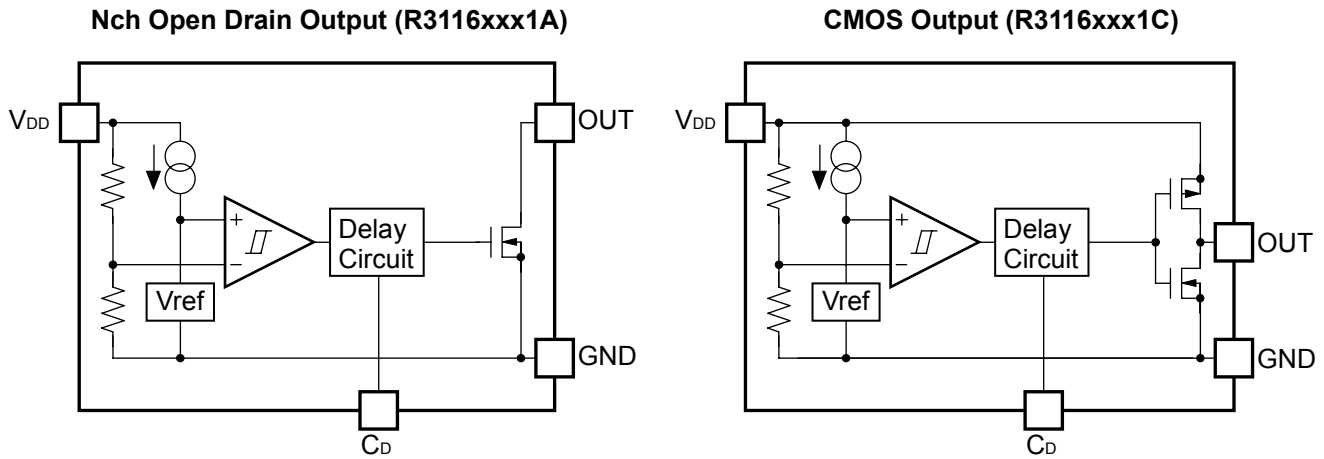 Nch Open Drain Output (R3116xxx1A)
VDD
OUT
+
−
Delay
Circuit
Vref
GND
CD
CMOS Output (R3116xxx1C)
VDD
+
−
Delay
Circuit
Vref
OUT
GND
CD